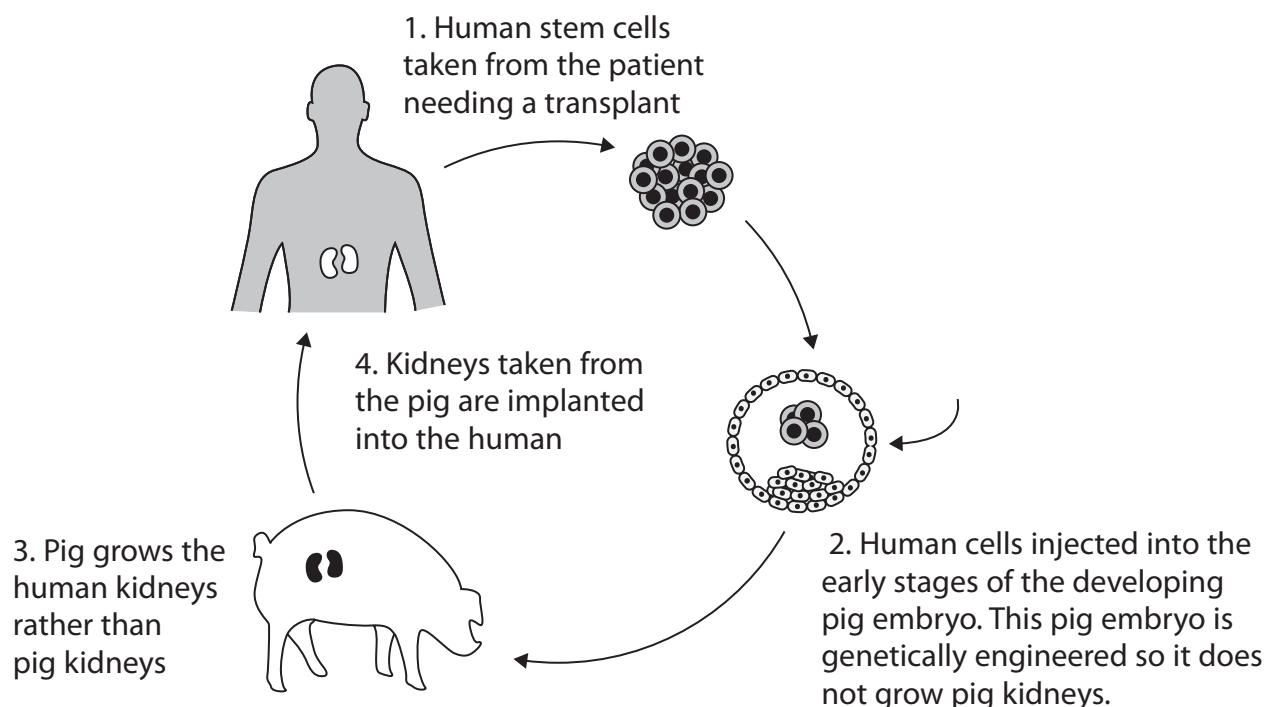 1. Human stem cells
taken from the patient
needing a transplant
2. Human cells injected into the
early stages of the developing
pig embryo. This pig embryo is
genetically engineered so it does
not grow pig kidneys.
3. Pig grows the
human kidneys
rather than
pig kidneys
4. Kidneys taken from
the pig are implanted
into the human